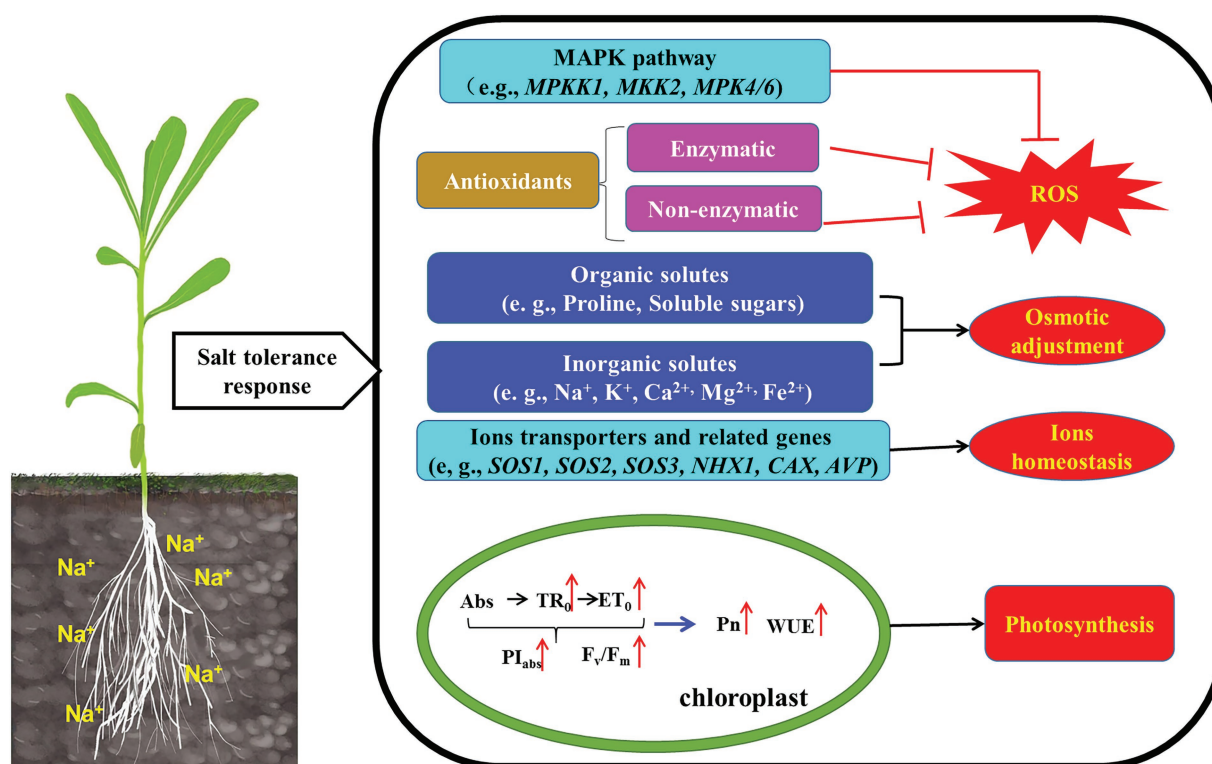 MAPK pathway
（e.g., MPKK1, MKK2, MPK4/6)
Antioxidants
Enzymatic
Non-enzymatic
ROS
Organic solutes
(e. g., Proline, Soluble sugars)
Inorganic solutes
(e. g., Na⁺, K⁺, Ca²⁺, Mg²⁺, Fe²⁺)
Osmotic
adjustment
Salt tolerance
response
Ions transporters and related genes
(e, g., SOS1, SOS2, SOS3, NHX1, CAX, AVP)
Ions
homeostasis
Na⁺
Na⁺
Na⁺
Na⁺
Na⁺
Na⁺
Abs → TR₀ → ET₀
PIabs Fv/Fm
Pn WUE
chloroplast
Photosynthesis